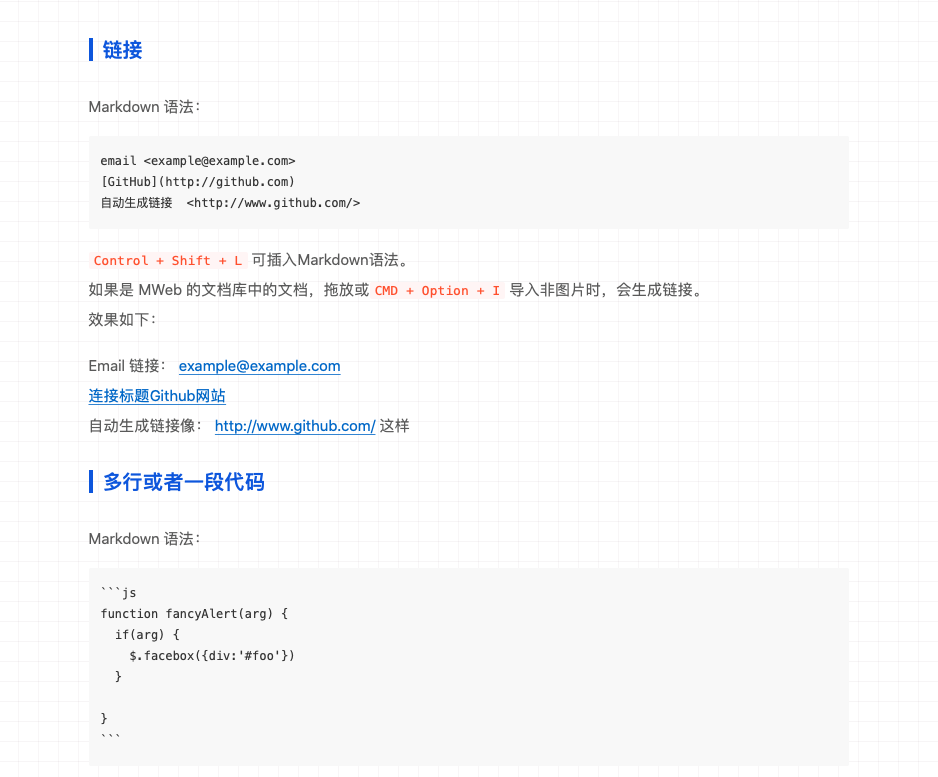 链接
Markdown 语法：
email <example@example.com>
[GitHub](http://github.com)
自动生成链接  <http://www.github.com/>
Control + Shift + L 可插入Markdown语法。
如果是 MWeb 的文档库中的文档，拖放或 CMD + Option + I 导入非图片时，会生成链接。
效果如下：
Email 链接： example@example.com
连接标题Github网站
自动生成链接像： http://www.github.com/ 这样
多行或者一段代码
Markdown 语法：
```js
function fancyAlert(arg) {
  if(arg) {
    $.facebox({div:'#foo'})
  }

}
```